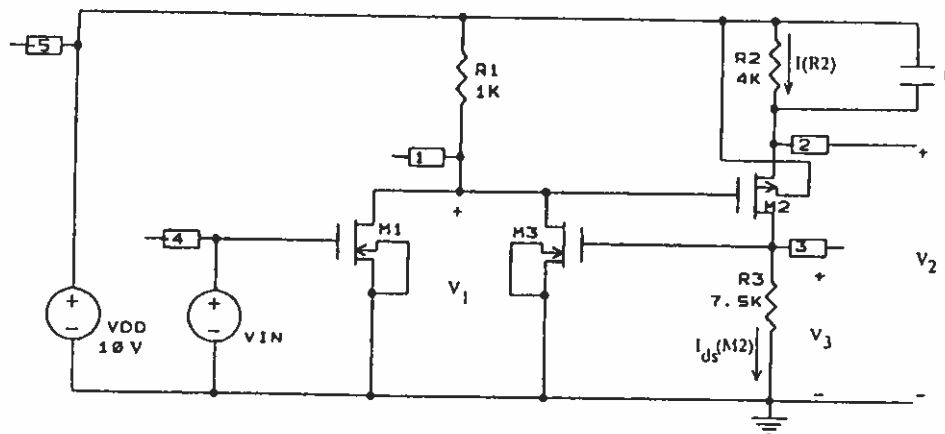 5
R1
1K
R2
4K
I(R2)
1
2
+
+
M1
M3
M2
4
3
+
V1
V2
+
−
VDD
10V
+
−
VIN
R3
7.5K
V3
Ids(M2)
−
−